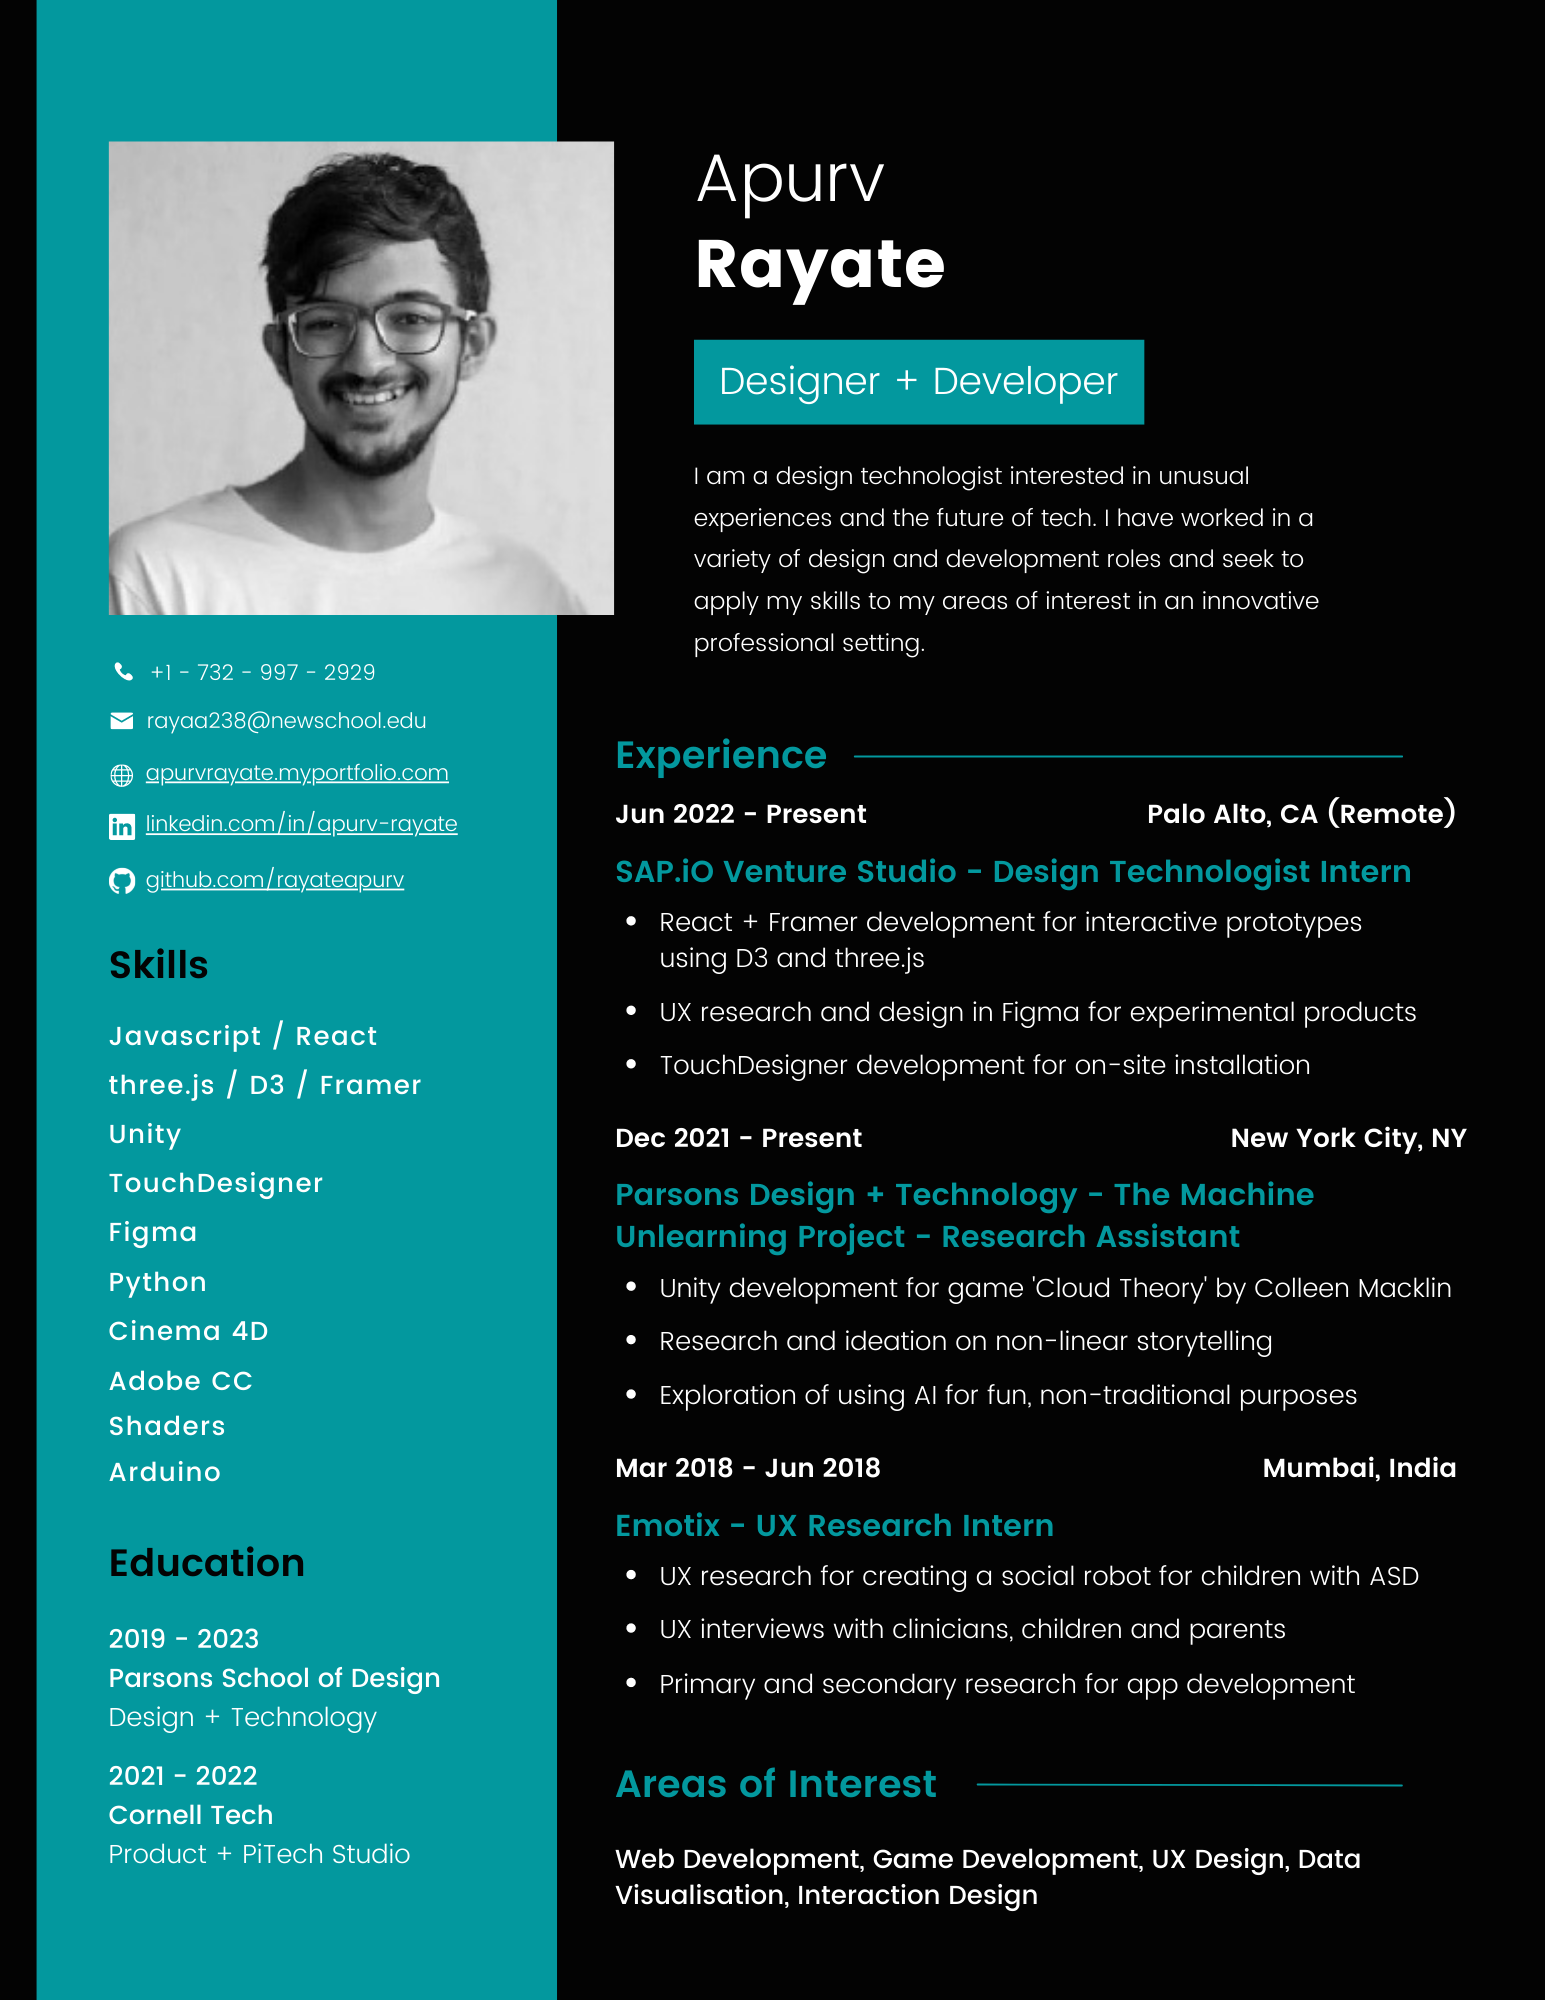 Apurv
Rayate
Designer + Developer
I am a design technologist interested in unusual
experiences and the future of tech. I have worked in a
variety of design and development roles and seek to
apply my skills to my areas of interest in an innovative
professional setting.
+1 - 732 - 997 - 2929
rayaa238@newschool.edu
apurvrayate.myportfolio.com
linkedin.com/in/apurv-rayate
github.com/rayateapurv
Skills
Javascript / React
three.js / D3 / Framer
Unity
TouchDesigner
Figma
Python
Cinema 4D
Adobe CC
Shaders
Arduino
Education
2019 - 2023
Parsons School of Design
Design + Technology
2021 - 2022
Cornell Tech
Product + PiTech Studio
Experience
Jun 2022 - Present Palo Alto, CA (Remote)
SAP.iO Venture Studio - Design Technologist Intern
• React + Framer development for interactive prototypes
using D3 and three.js
• UX research and design in Figma for experimental products
• TouchDesigner development for on-site installation
Dec 2021 - Present New York City, NY
Parsons Design + Technology - The Machine
Unlearning Project - Research Assistant
• Unity development for game 'Cloud Theory' by Colleen Macklin
• Research and ideation on non-linear storytelling
• Exploration of using AI for fun, non-traditional purposes
Mar 2018 - Jun 2018 Mumbai, India
Emotix - UX Research Intern
• UX research for creating a social robot for children with ASD
• UX interviews with clinicians, children and parents
• Primary and secondary research for app development
Areas of Interest
Web Development, Game Development, UX Design, Data
Visualisation, Interaction Design